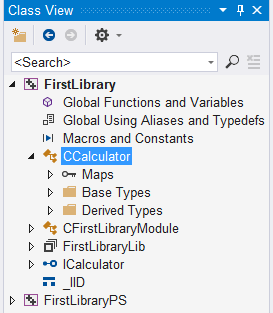 Class View
<Search>
FirstLibrary
Global Functions and Variables
Global Using Aliases and Typedefs
Macros and Constants
CCalculator
Maps
Base Types
Derived Types
CFirstLibraryModule
FirstLibraryLib
ICalculator
_IID
FirstLibraryPS